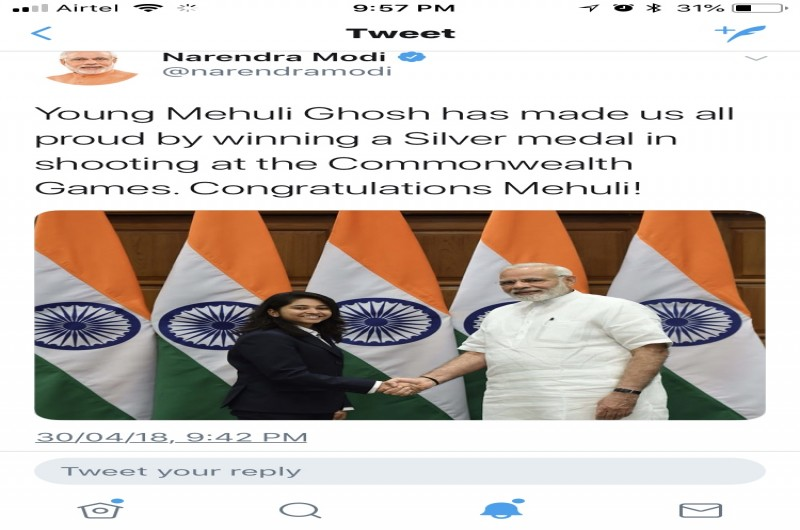 Airtel 9:57 PM 31%
Tweet
Narendra Modi
@narendramodi
Young Mehuli Ghosh has made us all
proud by winning a Silver medal in
shooting at the Commonwealth
Games. Congratulations Mehuli!
30/04/18, 9:42 PM
Tweet your reply